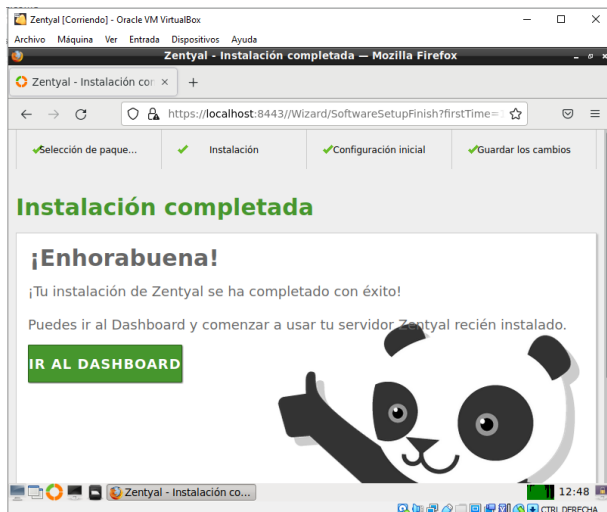 Zentyal [Corriendo] - Oracle VM VirtualBox
Archivo Máquina Ver Entrada Dispositivos Ayuda
Zentyal - Instalación completada — Mozilla Firefox
Zentyal - Instalación cor
https://localhost:8443//Wizard/SoftwareSetupFinish?firstTime=
Selección de paque...
Instalación
Configuración inicial
Guardar los cambios
Instalación completada
¡Enhorabuena!
¡Tu instalación de Zentyal se ha completado con éxito!
Puedes ir al Dashboard y comenzar a usar tu servidor Zentyal recién instalado.
IR AL DASHBOARD
Zentyal - Instalación co...
12:48
CTRL DERECHA